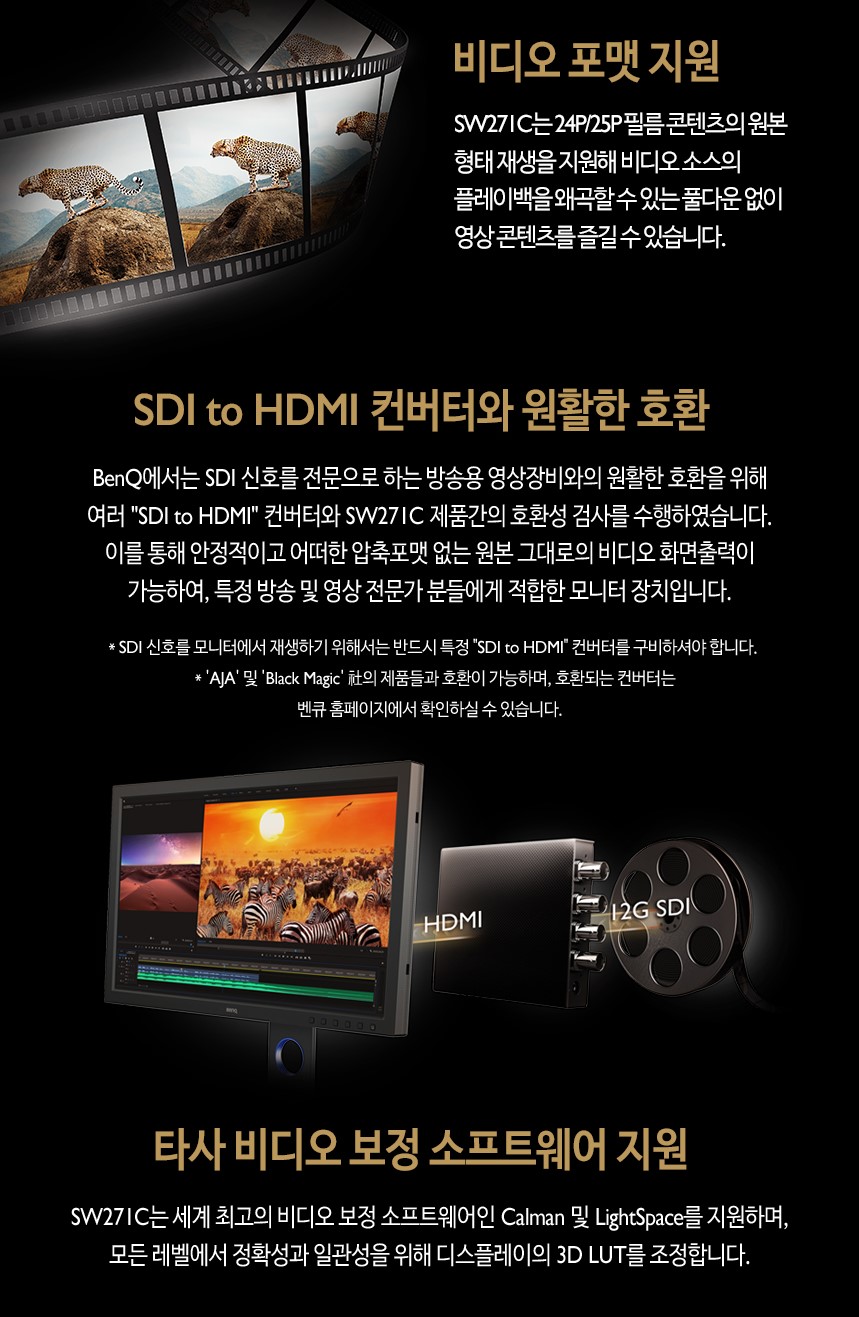 비디오 포맷 지원
SW271C는 24P/25P 필름 콘텐츠의 원본
형태 재생을 지원해 비디오 소스의
플레이백을 왜곡할 수 있는 풀다운 없이
영상 콘텐츠를 즐길 수 있습니다.
SDI to HDMI 컨버터와 원활한 호환
BenQ에서는 SDI 신호를 전문으로 하는 방송용 영상장비와의 원활한 호환을 위해
여러 "SDI to HDMI" 컨버터와 SW271C 제품간의 호환성 검사를 수행하였습니다.
이를 통해 안정적이고 어떠한 압축포맷 없는 원본 그대로의 비디오 화면출력이
가능하여, 특정 방송 및 영상 전문가 분들에게 적합한 모니터 장치입니다.
* SDI 신호를 모니터에서 재생하기 위해서는 반드시 특정 "SDI to HDMI" 컨버터를 구비하셔야 합니다.
* 'AJA' 및 'Black Magic' 社의 제품들과 호환이 가능하며, 호환되는 컨버터는
벤큐 홈페이지에서 확인하실 수 있습니다.
HDMI
12G SDI
BenQ
타사 비디오 보정 소프트웨어 지원
SW271C는 세계 최고의 비디오 보정 소프트웨어인 Calman 및 LightSpace를 지원하며,
모든 레벨에서 정확성과 일관성을 위해 디스플레이의 3D LUT를 조정합니다.